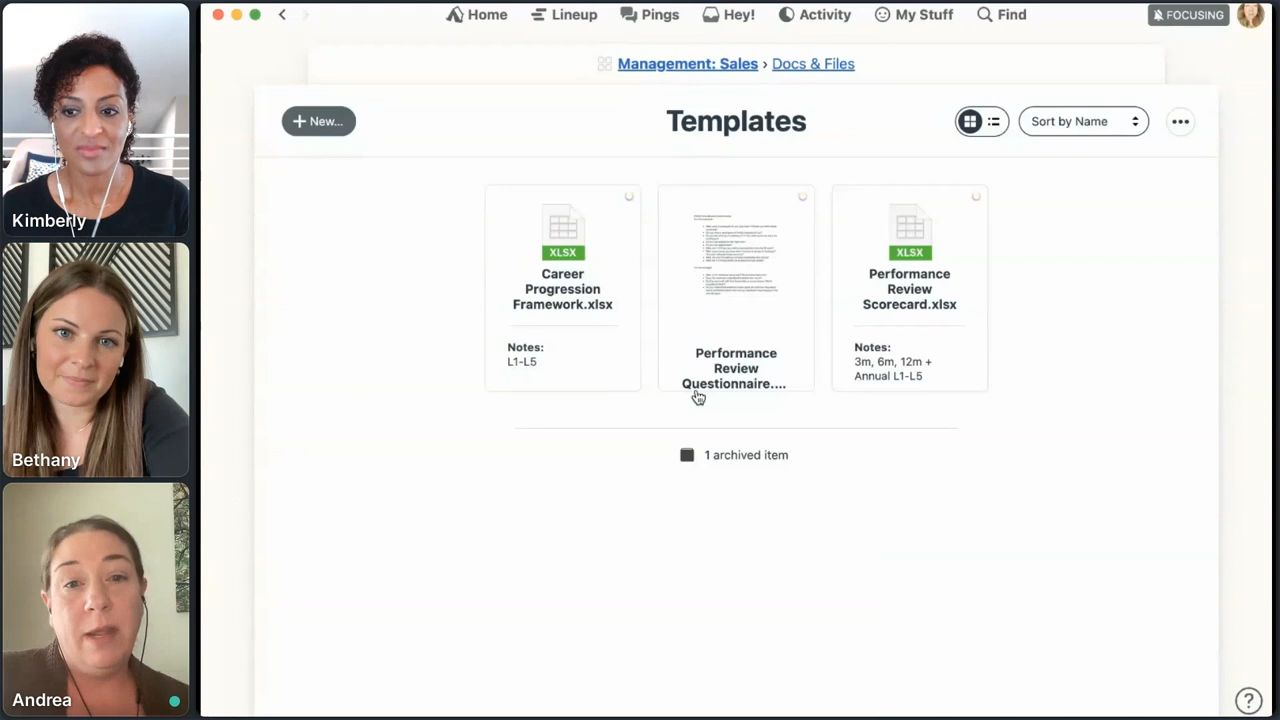 Home
Lineup
Pings
Hey!
Activity
My Stuff
Find
FOCUSING
Management: Sales › Docs & Files
New...
Templates
Sort by Name
XLSX
Career
Progression
Framework.xlsx
Notes:
L1-L5
Performance
Review
Questionnaire....
XLSX
Performance
Review
Scorecard.xlsx
Notes:
3m, 6m, 12m +
Annual L1-L5
1 archived item
?
Kimberly
Bethany
Andrea